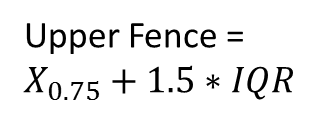 Upper Fence =
X₀.₇₅ + 1.5 * IQR